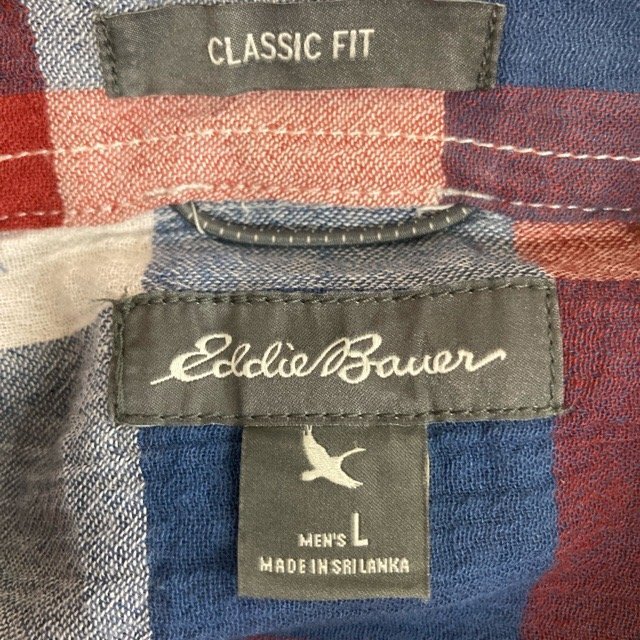 CLASSIC FIT
Eddie Bauer
MEN'S L
MADE IN SRI LANKA